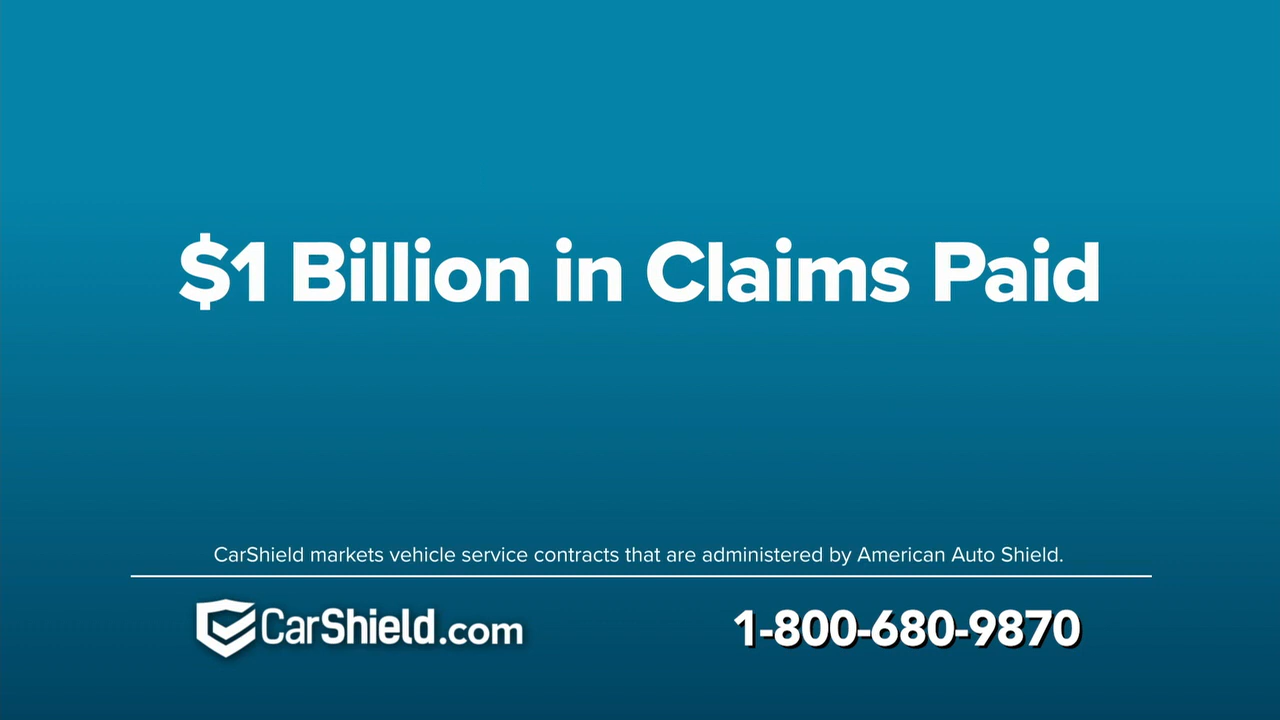 $1 Billion in Claims Paid
CarShield markets vehicle service contracts that are administered by American Auto Shield.
CarShield.com
1-800-680-9870